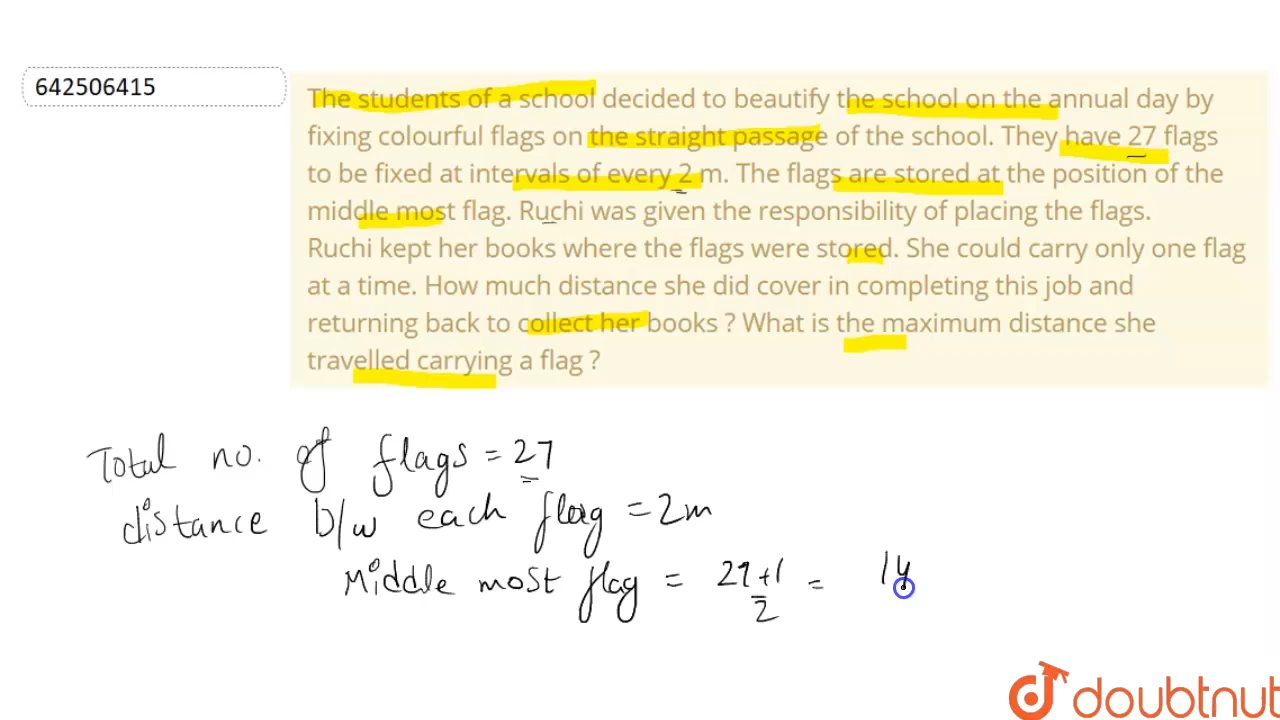 642506415
The students of a school decided to beautify the school on the annual day by
fixing colourful flags on the straight passage of the school. They have 27 flags
to be fixed at intervals of every 2 m. The flags are stored at the position of the
middle most flag. Ruchi was given the responsibility of placing the flags.
Ruchi kept her books where the flags were stored. She could carry only one flag
at a time. How much distance she did cover in completing this job and
returning back to collect her books ? What is the maximum distance she
travelled carrying a flag ?
Total no. of flags = 27
distance b/w each flag = 2m
Middle most flag = 27+1/2 = 14
doubtnut